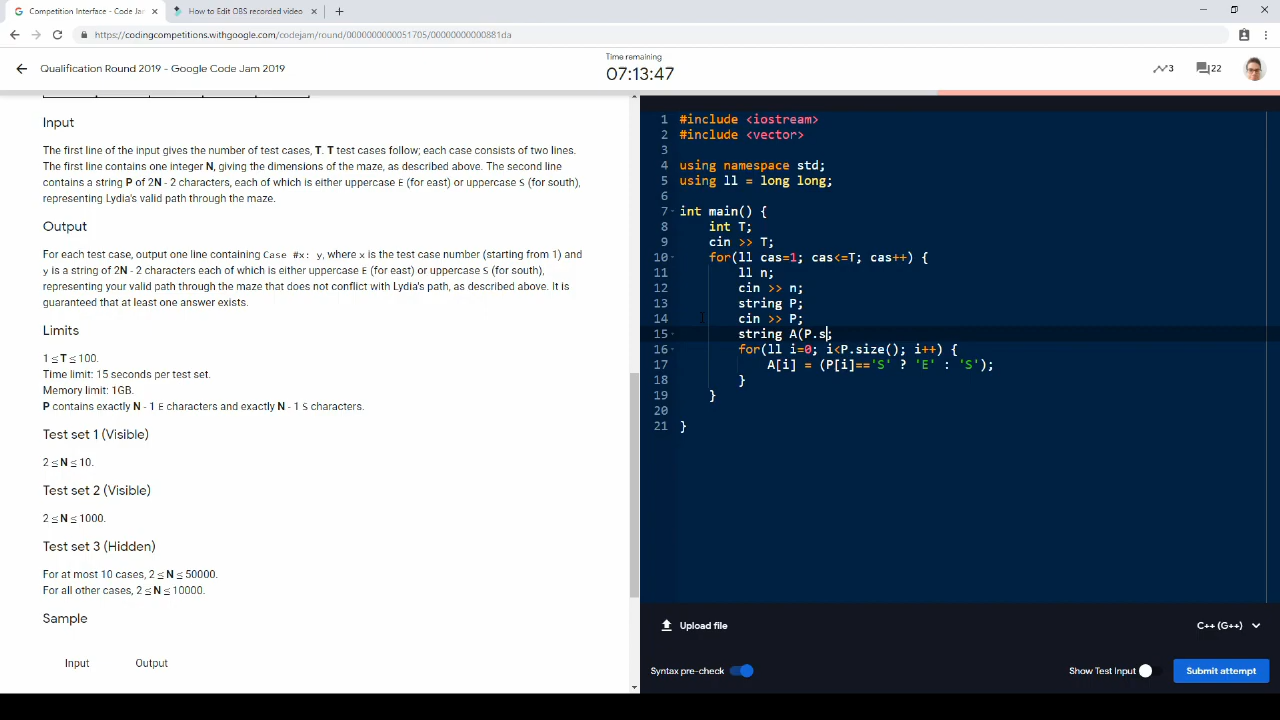 Competition Interface - Code Jam
How to Edit OBS recorded video
https://codingcompetitions.withgoogle.com/codejam/round/0000000000051705/00000000000881da
Qualification Round 2019 - Google Code Jam 2019
Time remaining
07:13:47
3
22
Input
The first line of the input gives the number of test cases, T. T test cases follow; each case consists of two lines.
The first line contains one integer N, giving the dimensions of the maze, as described above. The second line
contains a string P of 2N - 2 characters, each of which is either uppercase E (for east) or uppercase S (for south),
representing Lydia's valid path through the maze.
Output
For each test case, output one line containing Case #x: y, where x is the test case number (starting from 1) and
y is a string of 2N - 2 characters each of which is either uppercase E (for east) or uppercase S (for south),
representing your valid path through the maze that does not conflict with Lydia's path, as described above. It is
guaranteed that at least one answer exists.
Limits
1 ≤ T ≤ 100.
Time limit: 15 seconds per test set.
Memory limit: 1GB.
P contains exactly N - 1 E characters and exactly N - 1 S characters.
Test set 1 (Visible)
2 ≤ N ≤ 10.
Test set 2 (Visible)
2 ≤ N ≤ 1000.
Test set 3 (Hidden)
For at most 10 cases, 2 ≤ N ≤ 50000.
For all other cases, 2 ≤ N ≤ 10000.
Sample
Input
Output
1 #include <iostream>
2 #include <vector>
3
4 using namespace std;
5 using ll = long long;
6
7 int main() {
8 int T;
9 cin >> T;
10 for(ll cas=1; cas<=T; cas++) {
11 ll n;
12 cin >> n;
13 string P;
14 cin >> P;
15 string A(P.s;
16 for(ll i=0; i<P.size(); i++) {
17 A[i] = (P[i]=='S' ? 'E' : 'S');
18 }
19 }
20
21 }
Upload file
C++ (G++)
Syntax pre-check
Show Test Input
Submit attempt